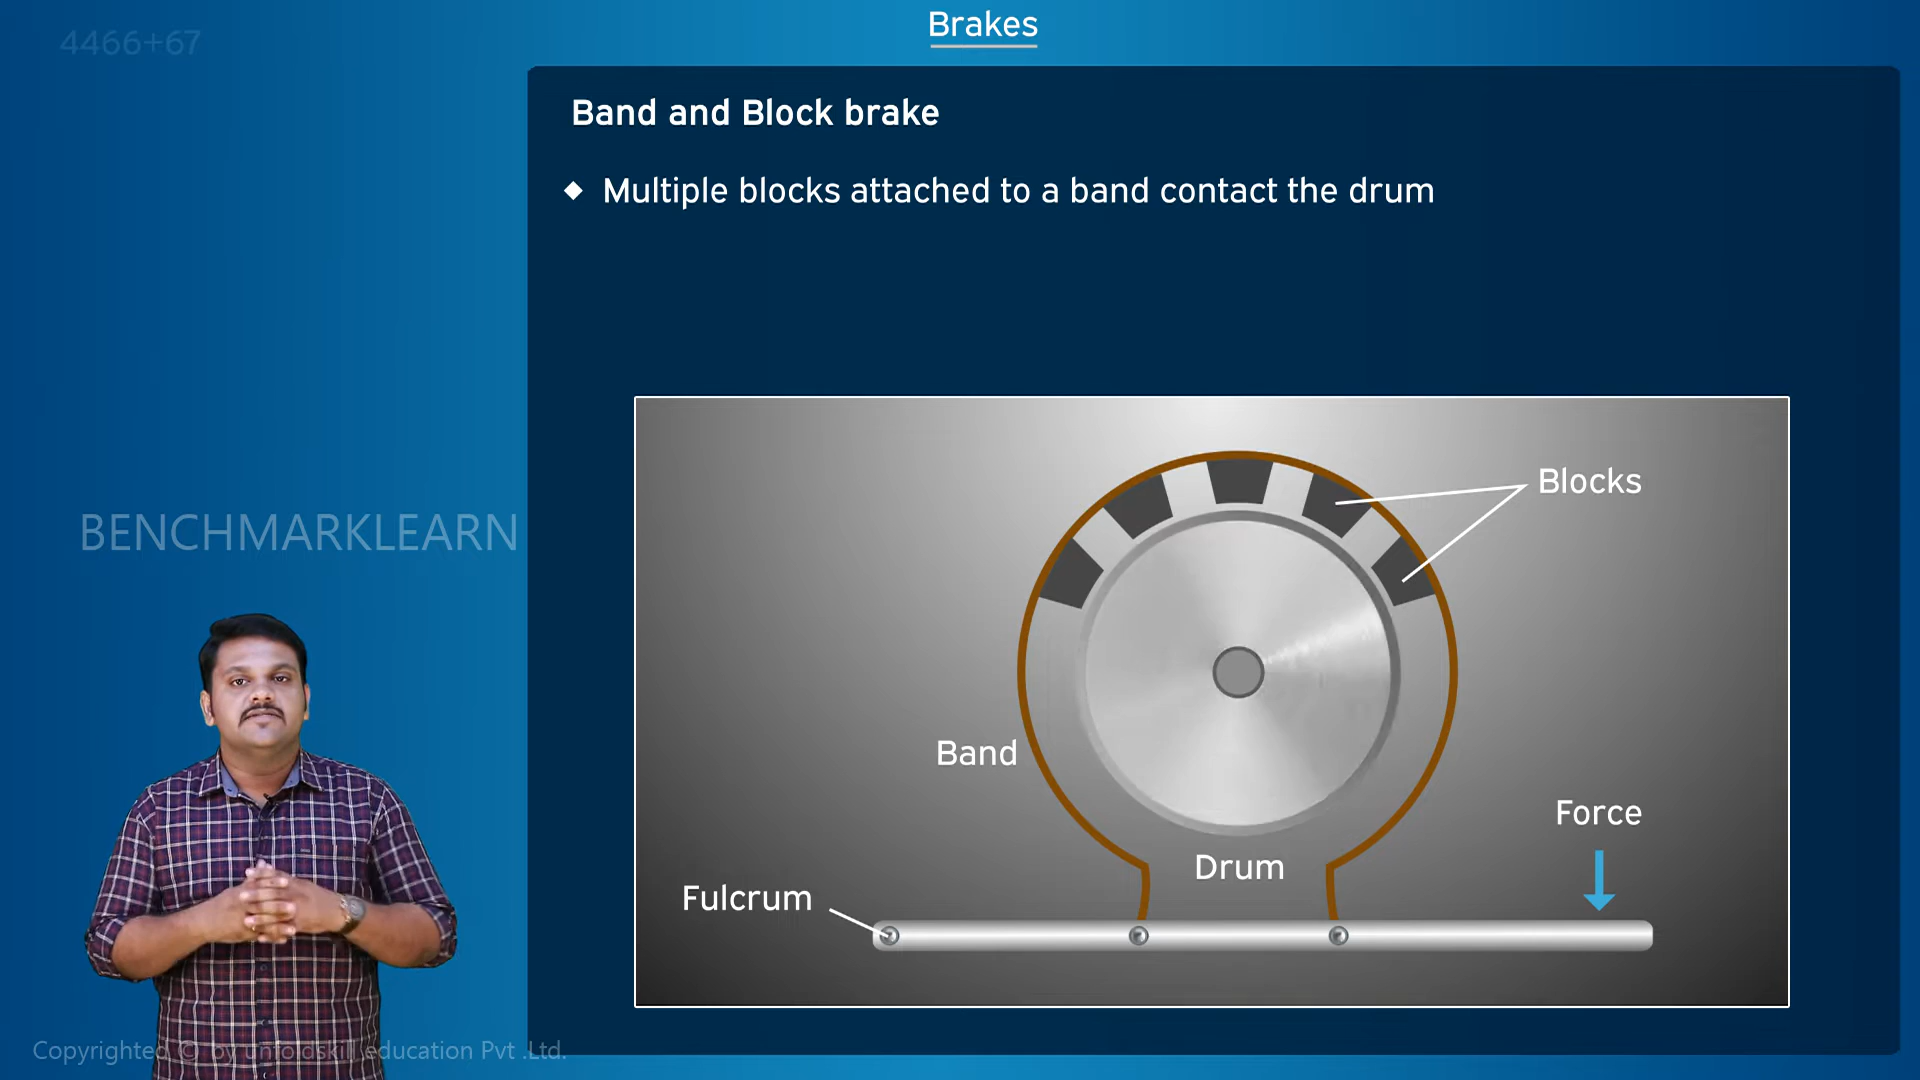 4466+67
Brakes
Band and Block brake
Multiple blocks attached to a band contact the drum
Blocks
BENCHMARKLEARN
Band
Force
Drum
Fulcrum
Copyrighted © by unfoldskill education Pvt .Ltd.